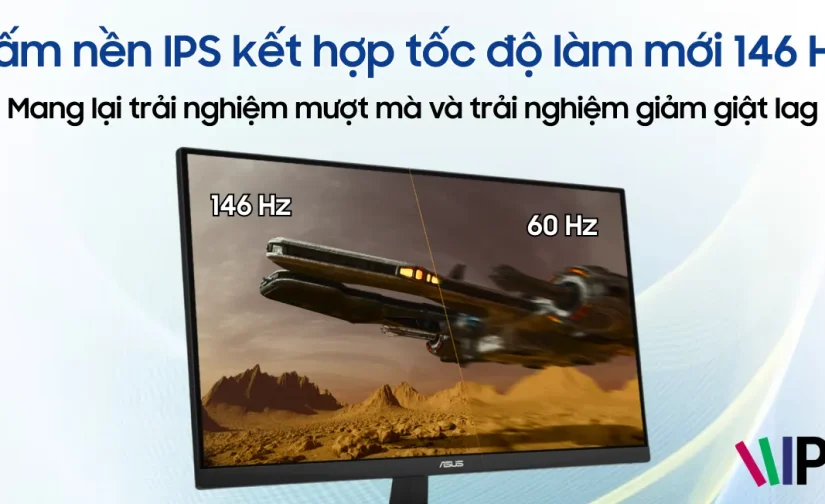 ấm nền IPS kết hợp tốc độ làm mới 146 H
Mang lại trải nghiệm mượt mà và trải nghiệm giảm giật lag
146 Hz
60 Hz
ASUS
IP